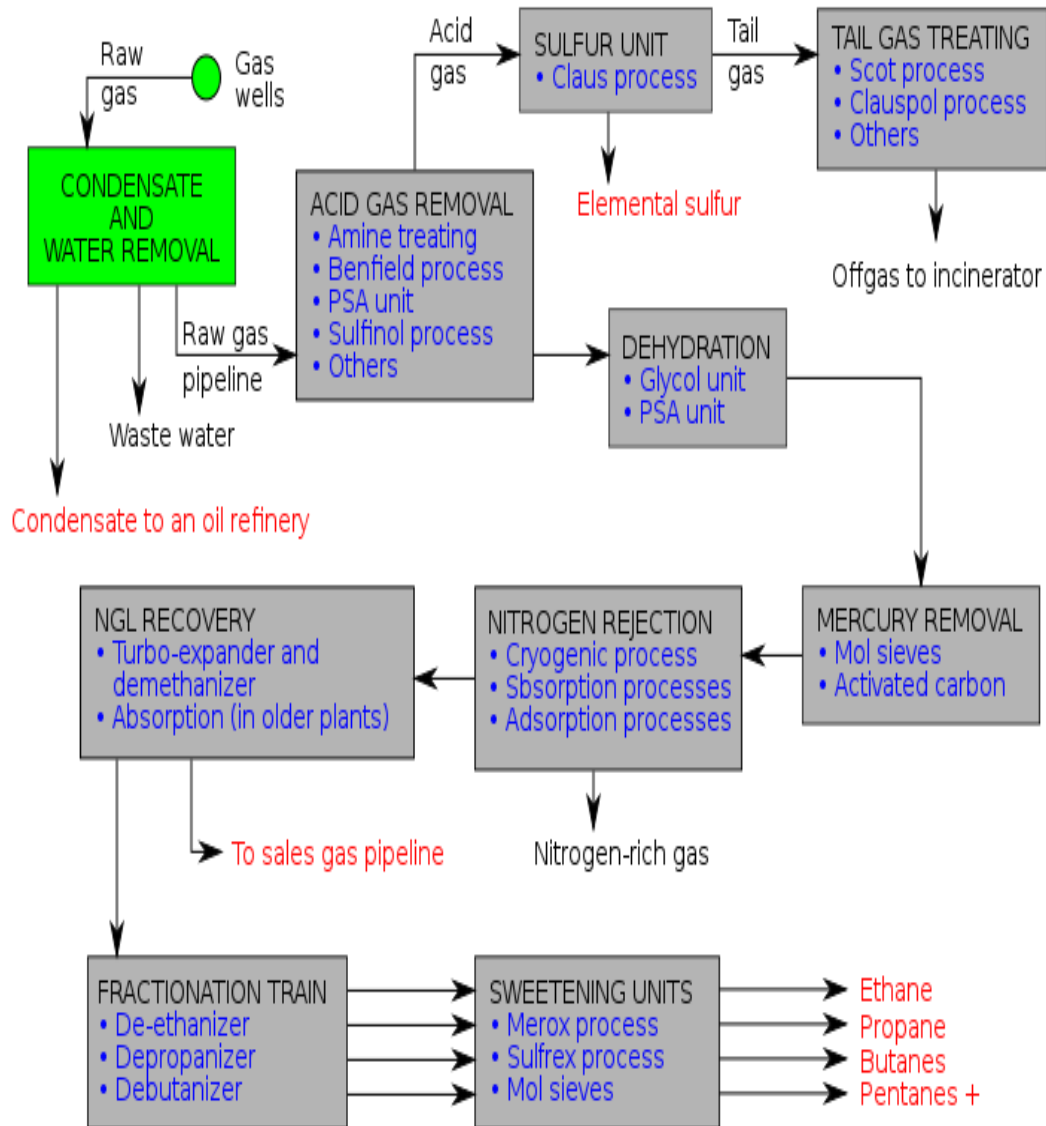 Raw
gas
Gas
wells
CONDENSATE
AND
WATER REMOVAL
Raw gas
pipeline
Waste water
Condensate to an oil refinery
Acid
gas
ACID GAS REMOVAL
• Amine treating
• Benfield process
• PSA unit
• Sulfinol process
• Others
SULFUR UNIT
• Claus process
Elemental sulfur
Tail
gas
TAIL GAS TREATING
• Scot process
• Clauspol process
• Others
Offgas to incinerator
DEHYDRATION
• Glycol unit
• PSA unit
MERCURY REMOVAL
• Mol sieves
• Activated carbon
NITROGEN REJECTION
• Cryogenic process
• Sbsorption processes
• Adsorption processes
Nitrogen-rich gas
NGL RECOVERY
• Turbo-expander and
demethanizer
• Absorption (in older plants)
To sales gas pipeline
FRACTIONATION TRAIN
• De-ethanizer
• Depropanizer
• Debutanizer
SWEETENING UNITS
• Merox process
• Sulfrex process
• Mol sieves
Ethane
Propane
Butanes
Pentanes +